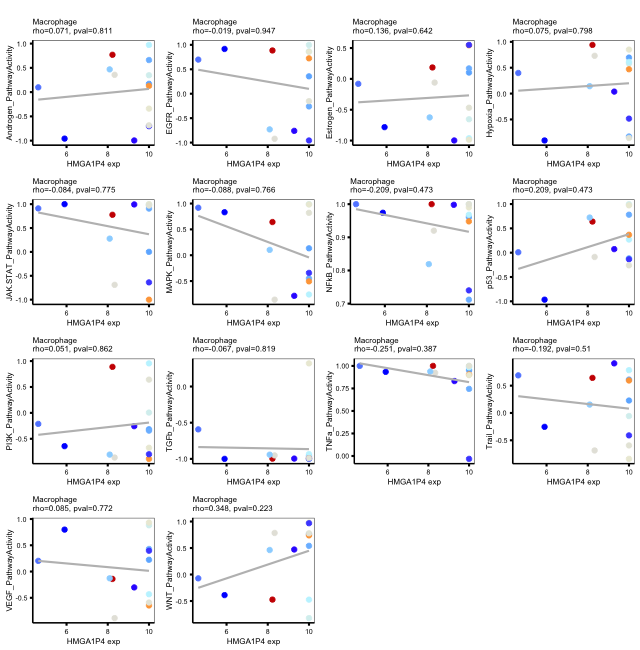 Macrophage
rho=0.071, pval=0.811
Androgen_PathwayActivity
1.0
0.5
0.0
-0.5
-1.0
6 8 10
HMGA1P4 exp
Macrophage
rho=-0.019, pval=0.947
EGFR_PathwayActivity
1.0
0.5
0.0
-0.5
-1.0
6 8 10
HMGA1P4 exp
Macrophage
rho=0.136, pval=0.642
Estrogen_PathwayActivity
0.5
0.0
-0.5
-1.0
6 8 10
HMGA1P4 exp
Macrophage
rho=0.075, pval=0.798
Hypoxia_PathwayActivity
1.0
0.5
0.0
-0.5
-1.0
6 8 10
HMGA1P4 exp
Macrophage
rho=-0.084, pval=0.775
JAK.STAT_PathwayActivity
1.0
0.5
0.0
-0.5
-1.0
6 8 10
HMGA1P4 exp
Macrophage
rho=-0.088, pval=0.766
MAPK_PathwayActivity
1.0
0.5
0.0
-0.5
6 8 10
HMGA1P4 exp
Macrophage
rho=-0.209, pval=0.473
NFkB_PathwayActivity
1.0
0.9
0.8
0.7
6 8 10
HMGA1P4 exp
Macrophage
rho=0.209, pval=0.473
p53_PathwayActivity
1.0
0.5
0.0
-0.5
-1.0
6 8 10
HMGA1P4 exp
Macrophage
rho=0.051, pval=0.862
PI3K_PathwayActivity
1.0
0.5
0.0
-0.5
6 8 10
HMGA1P4 exp
Macrophage
rho=-0.067, pval=0.819
TGFb_PathwayActivity
0.0
-0.5
-1.0
6 8 10
HMGA1P4 exp
Macrophage
rho=-0.251, pval=0.387
TNFa_PathwayActivity
1.00
0.75
0.50
0.25
0.00
6 8 10
HMGA1P4 exp
Macrophage
rho=-0.192, pval=0.51
Trail_PathwayActivity
1.0
0.5
0.0
-0.5
6 8 10
HMGA1P4 exp
Macrophage
rho=0.085, pval=0.772
VEGF_PathwayActivity
1.0
0.5
0.0
-0.5
6 8 10
HMGA1P4 exp
Macrophage
rho=0.348, pval=0.223
WNT_PathwayActivity
1.0
0.5
0.0
-0.5
6 8 10
HMGA1P4 exp